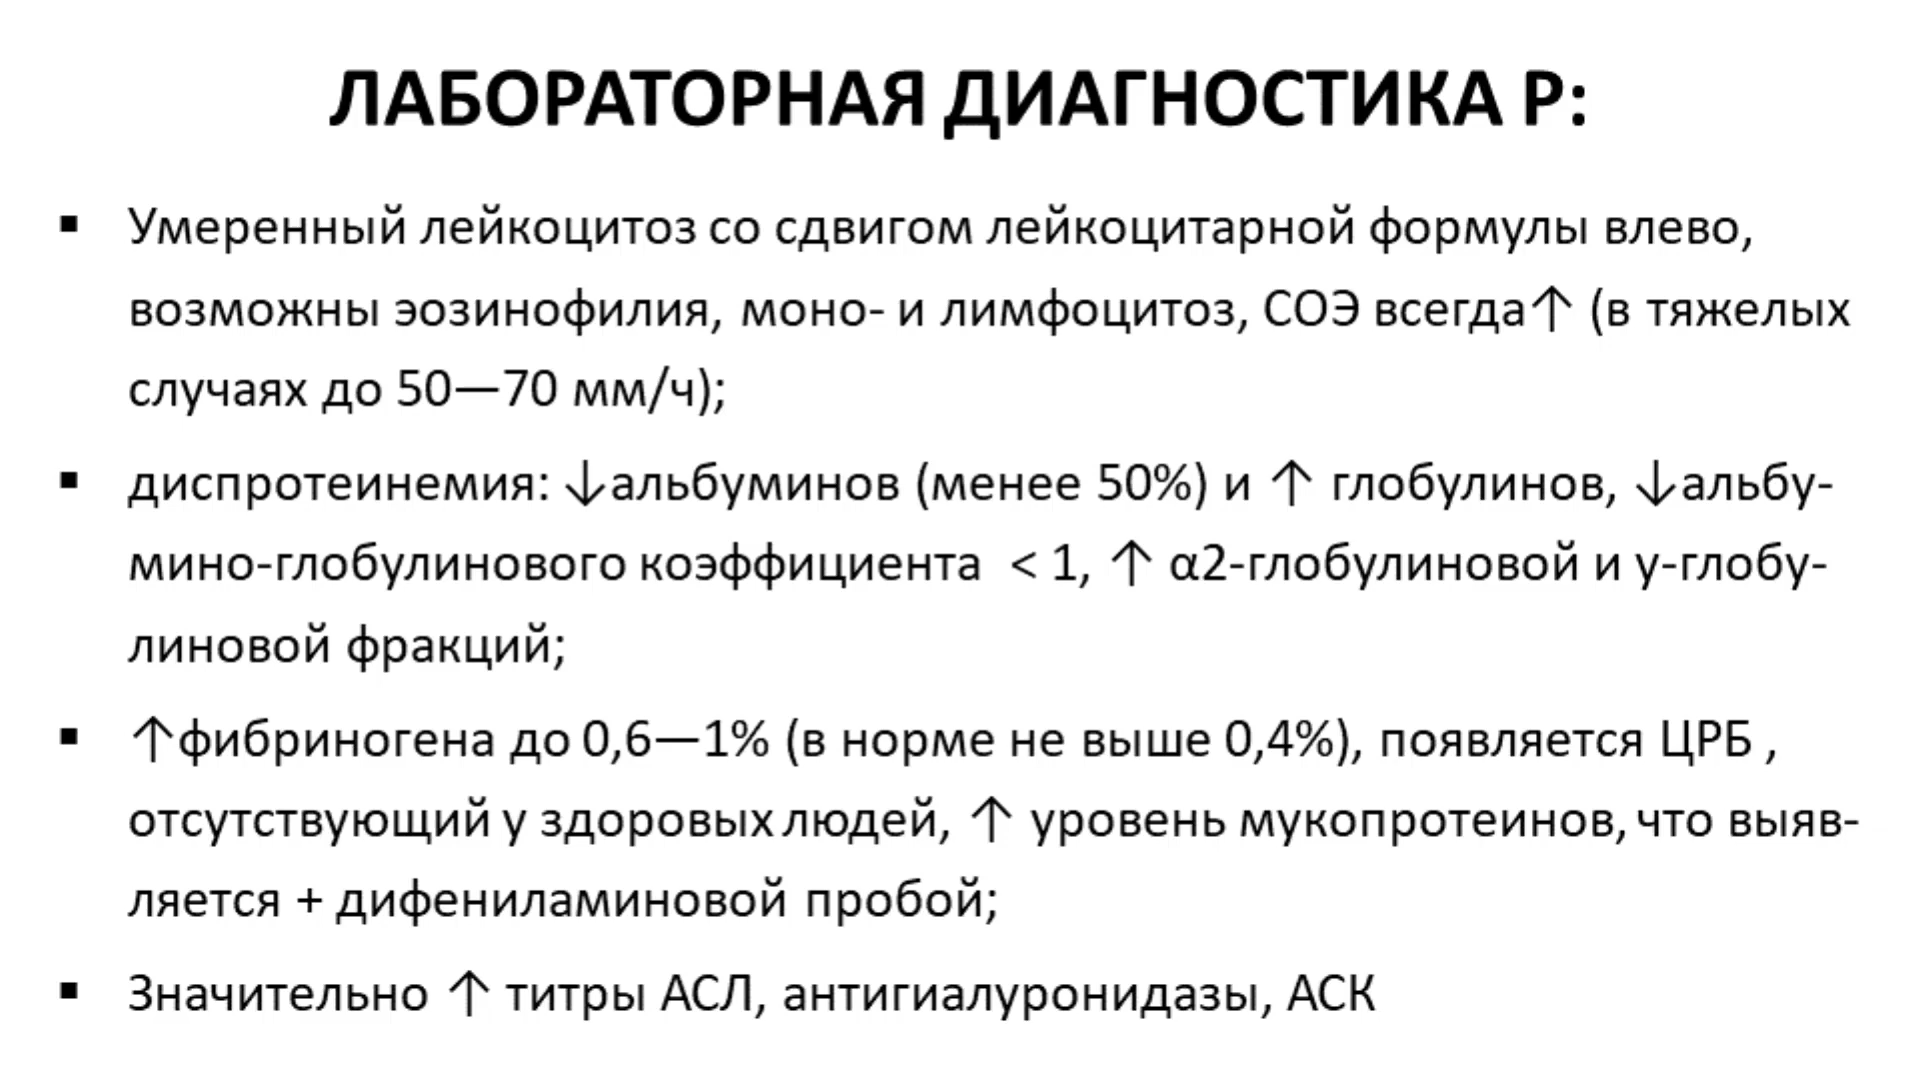 ЛАБОРАТОРНАЯ ДИАГНОСТИКА Р:
▪ Умеренный лейкоцитоз со сдвигом лейкоцитарной формулы влево,
возможны эозинофилия, моно- и лимфоцитоз, СОЭ всегда↑ (в тяжелых
случаях до 50—70 мм/ч);
▪ диспротеинемия: ↓альбуминов (менее 50%) и ↑ глобулинов, ↓альбу-
мино-глобулинового коэффициента < 1, ↑ α2-глобулиновой и у-глобу-
линовой фракций;
▪ ↑фибриногена до 0,6—1% (в норме не выше 0,4%), появляется ЦРБ ,
отсутствующий у здоровых людей, ↑ уровень мукопротеинов, что выяв-
ляется + дифениламиновой пробой;
▪ Значительно ↑ титры АСЛ, антигиалуронидазы, АСК